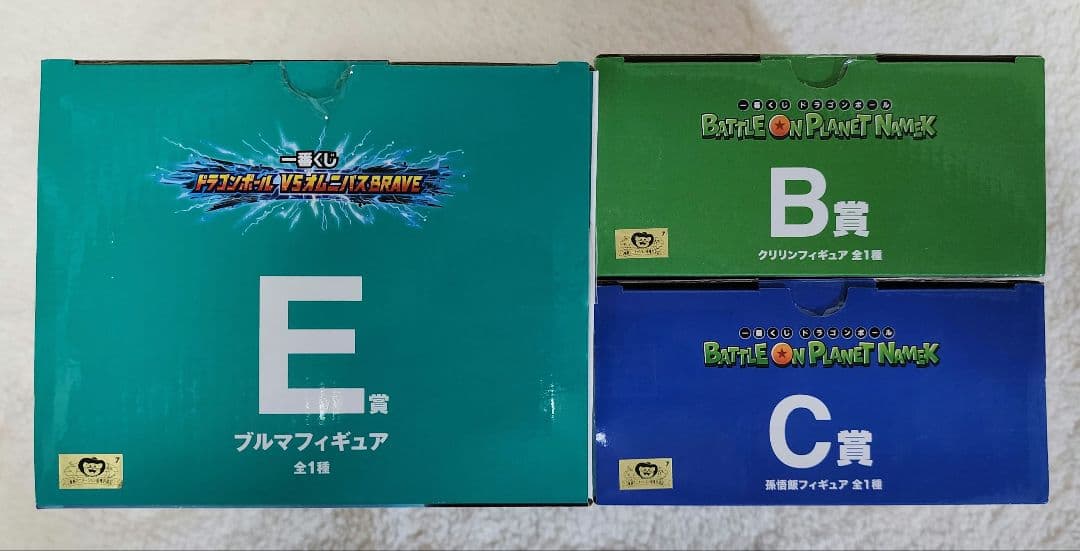 一番くじ
ドラゴンボール VSオムニバスBRAVE
E賞
ブルマフィギュア
全1種
7
一番くじ ドラゴンボール
BATTLE ON PLANET NAMEK
B賞
クリリンフィギュア 全1種
7
一番くじ ドラゴンボール
BATTLE ON PLANET NAMEK
C賞
孫悟飯フィギュア 全1種
7